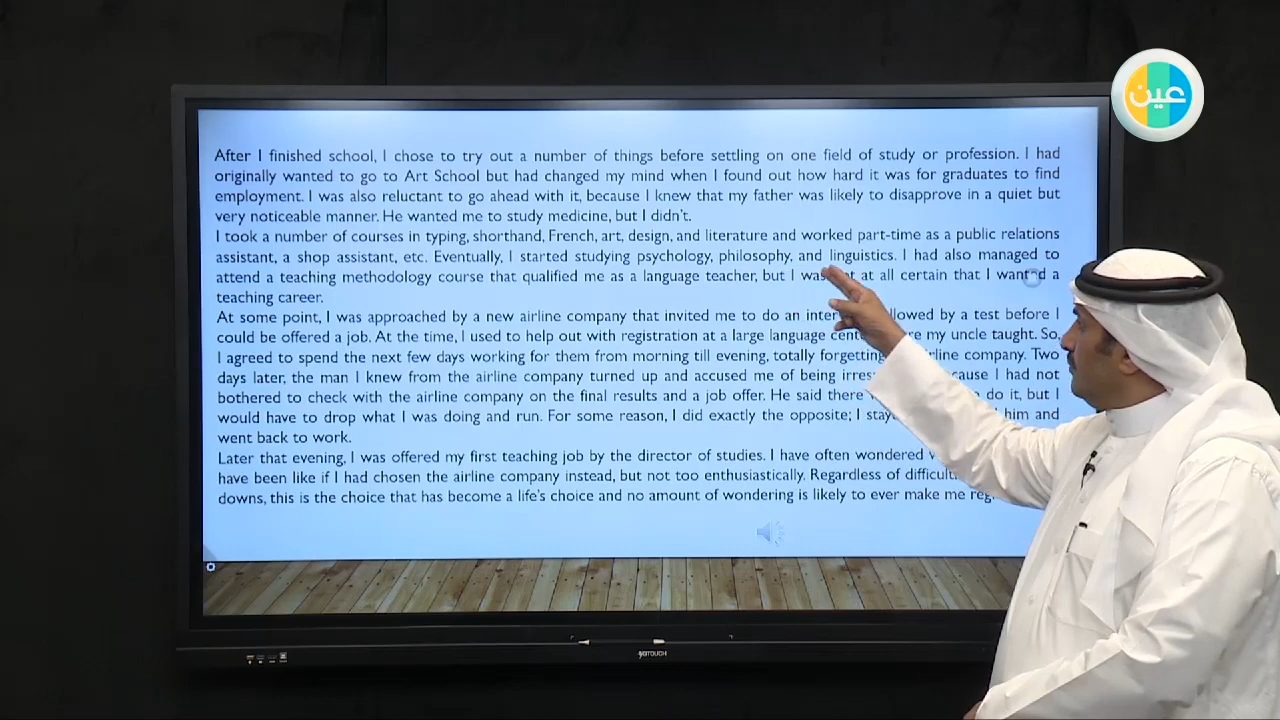 عين
After I finished school, I chose to try out a number of things before settling on one field of study or profession. I had
originally wanted to go to Art School but had changed my mind when I found out how hard it was for graduates to find
employment. I was also reluctant to go ahead with it, because I knew that my father was likely to disapprove in a quiet but
very noticeable manner. He wanted me to study medicine, but I didn't.
I took a number of courses in typing, shorthand, French, art, design, and literature and worked part-time as a public relations
assistant, a shop assistant, etc. Eventually, I started studying psychology, philosophy, and linguistics. I had also managed to
attend a teaching methodology course that qualified me as a language teacher, but I was at all certain that I wanted a
teaching career.
At some point, I was approached by a new airline company that invited me to do an followed by a test before I
could be offered a job. At the time, I used to help out with registration at a large language my uncle taught. So,
I agreed to spend the next few days working for them from morning till evening, totally forgetting airline company. Two
days later, the man I knew from the airline company turned up and accused me of being because I had not
bothered to check with the airline company on the final results and a job offer. He said there do it, but I
would have to drop what I was doing and run. For some reason, I did exactly the opposite; I him and
went back to work.
Later that evening, I was offered my first teaching job by the director of studies. I have often wondered
have been like if I had chosen the airline company instead, but not too enthusiastically. Regardless of
downs, this is the choice that has become a life's choice and no amount of wondering is likely to ever make me
TOUCH